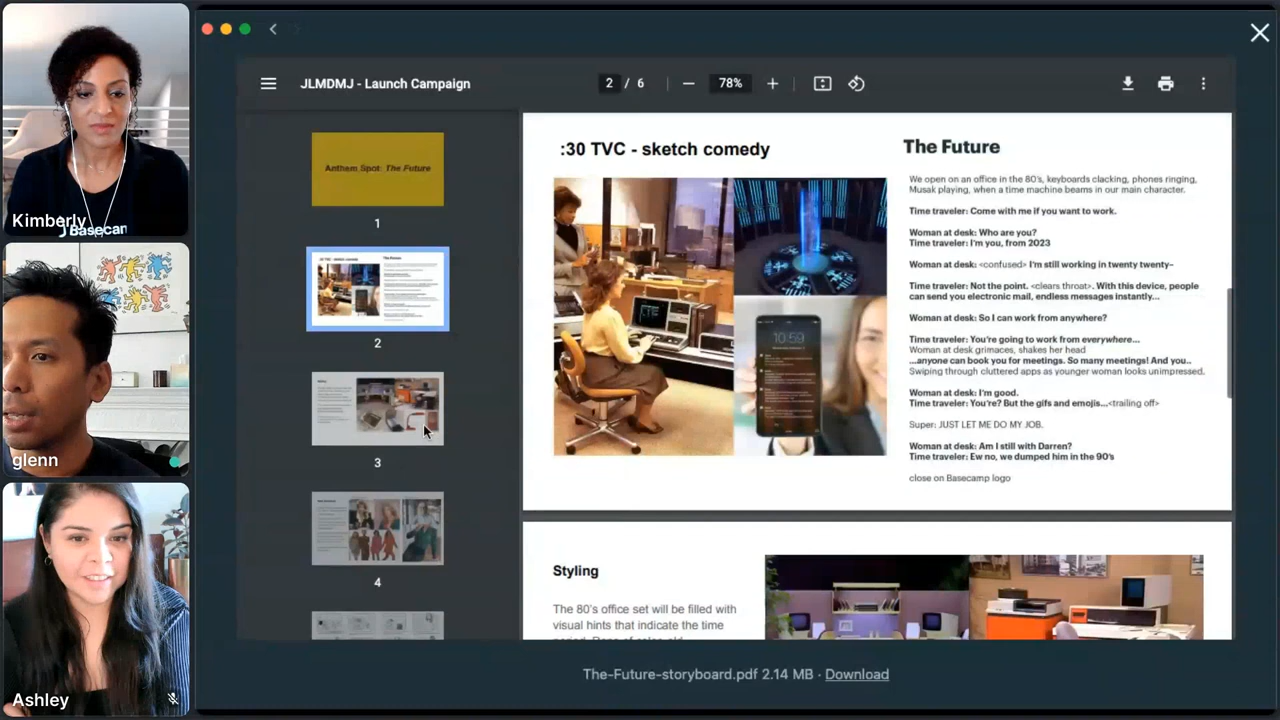 Kimberly
Basecam
glenn
Ashley
JLMDMJ - Launch Campaign
2 / 6
78%
Anthem Spot: The Future
1
2
3
4
:30 TVC - sketch comedy
The Future
We open on an office in the 80's, keyboards clacking, phones ringing,
Musak playing, when a time machine beams in our main character.
Time traveler: Come with me if you want to work.
Woman at desk: Who are you?
Time traveler: I'm you, from 2023
Woman at desk: <confused> I'm still working in twenty twenty–
Time traveler: Not the point. <clears throat>. With this device, people
can send you electronic mail, endless messages instantly...
Woman at desk: So I can work from anywhere?
Time traveler: You're going to work from everywhere...
Woman at desk grimaces, shakes her head
...anyone can book you for meetings. So many meetings! And you..
Swiping through cluttered apps as younger woman looks unimpressed.
Woman at desk: I'm good.
Time traveler: You're? But the gifs and emojis...<trailing off>
Super: JUST LET ME DO MY JOB.
Woman at desk: Am I still with Darren?
Time traveler: Ew no, we dumped him in the 90's
close on Basecamp logo
10:59
Styling
The 80's office set will be filled with
visual hints that indicate the time
The-Future-storyboard.pdf 2.14 MB · Download